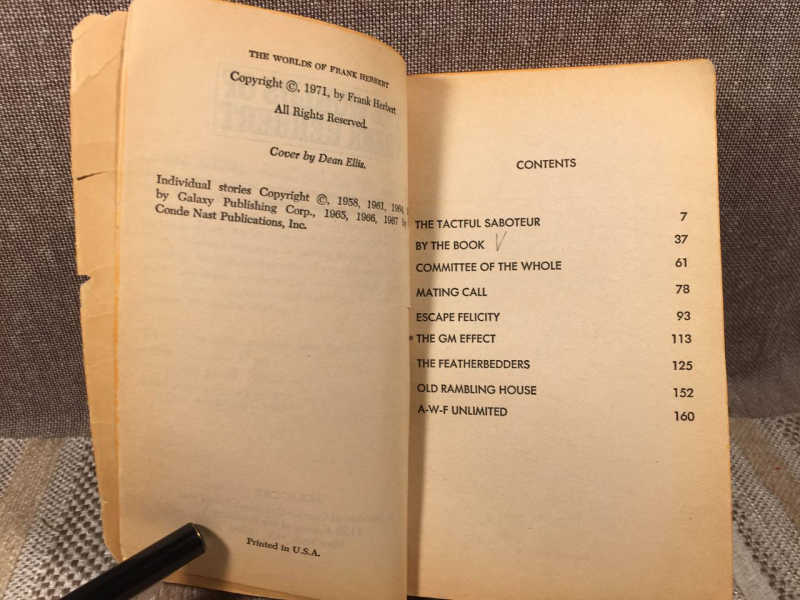 THE WORLDS OF FRANK HERBERT
Copyright ©, 1971, by Frank Herbert
All Rights Reserved.
Cover by Dean Ellis.
Individual stories Copyright ©, 1958, 1961, 1964,
by Galaxy Publishing Corp., 1965, 1966, 1967
Conde Nast Publications, Inc.
Printed in U.S.A.
CONTENTS
THE TACTFUL SABOTEUR 7
BY THE BOOK 37
COMMITTEE OF THE WHOLE 61
MATING CALL 78
ESCAPE FELICITY 93
THE GM EFFECT 113
THE FEATHERBEDDERS 125
OLD RAMBLING HOUSE 152
A-W-F UNLIMITED 160